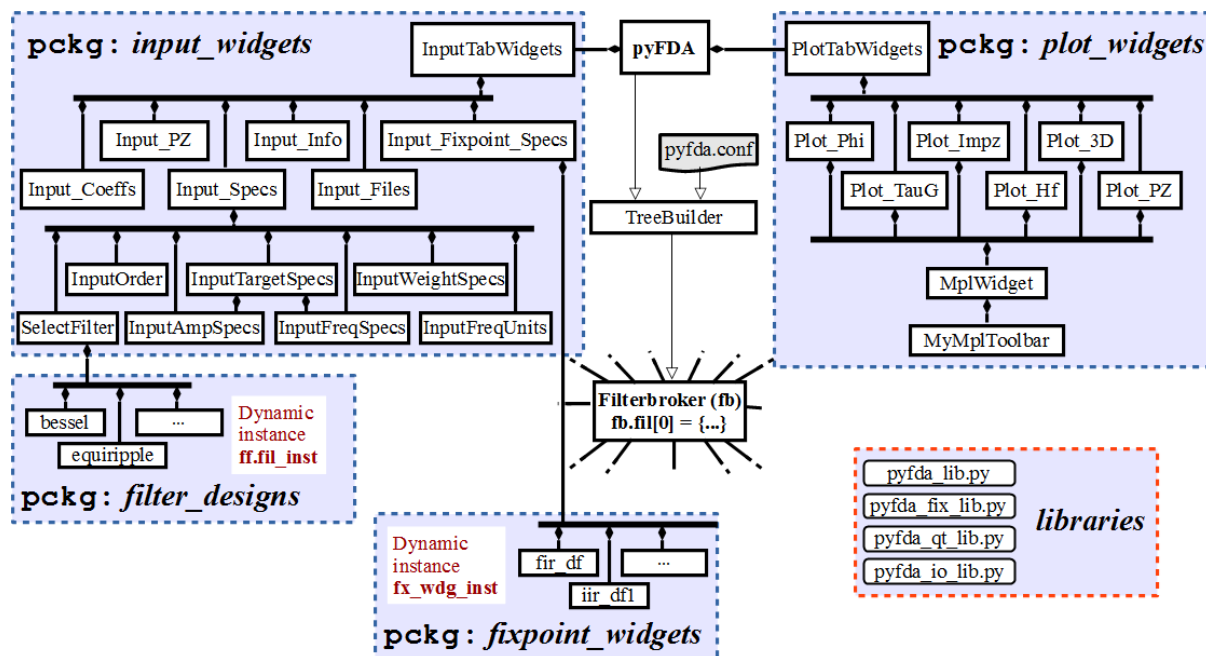 pckg: input_widgets
InputTabWidgets
pyFDA
PlotTabWidgets
pckg: plot_widgets
Input_PZ
Input_Info
Input_Fixpoint_Specs
Input_Coeffs
Input_Specs
Input_Files
pyfda.conf
TreeBuilder
Plot_Phi
Plot_Impz
Plot_3D
Plot_TauG
Plot_Hf
Plot_PZ
InputOrder
InputTargetSpecs
InputWeightSpecs
SelectFilter
InputAmpSpecs
InputFreqSpecs
InputFreqUnits
MplWidget
MyMplToolbar
Filterbroker (fb)
fb.fil[0] = {...}
bessel
...
equiripple
Dynamic
instance
ff.fil_inst
pckg: filter_designs
Dynamic
instance
fx_wdg_inst
fir_df
...
iir_df1
pckg: fixpoint_widgets
pyfda_lib.py
pyfda_fix_lib.py
pyfda_qt_lib.py
pyfda_io_lib.py
libraries